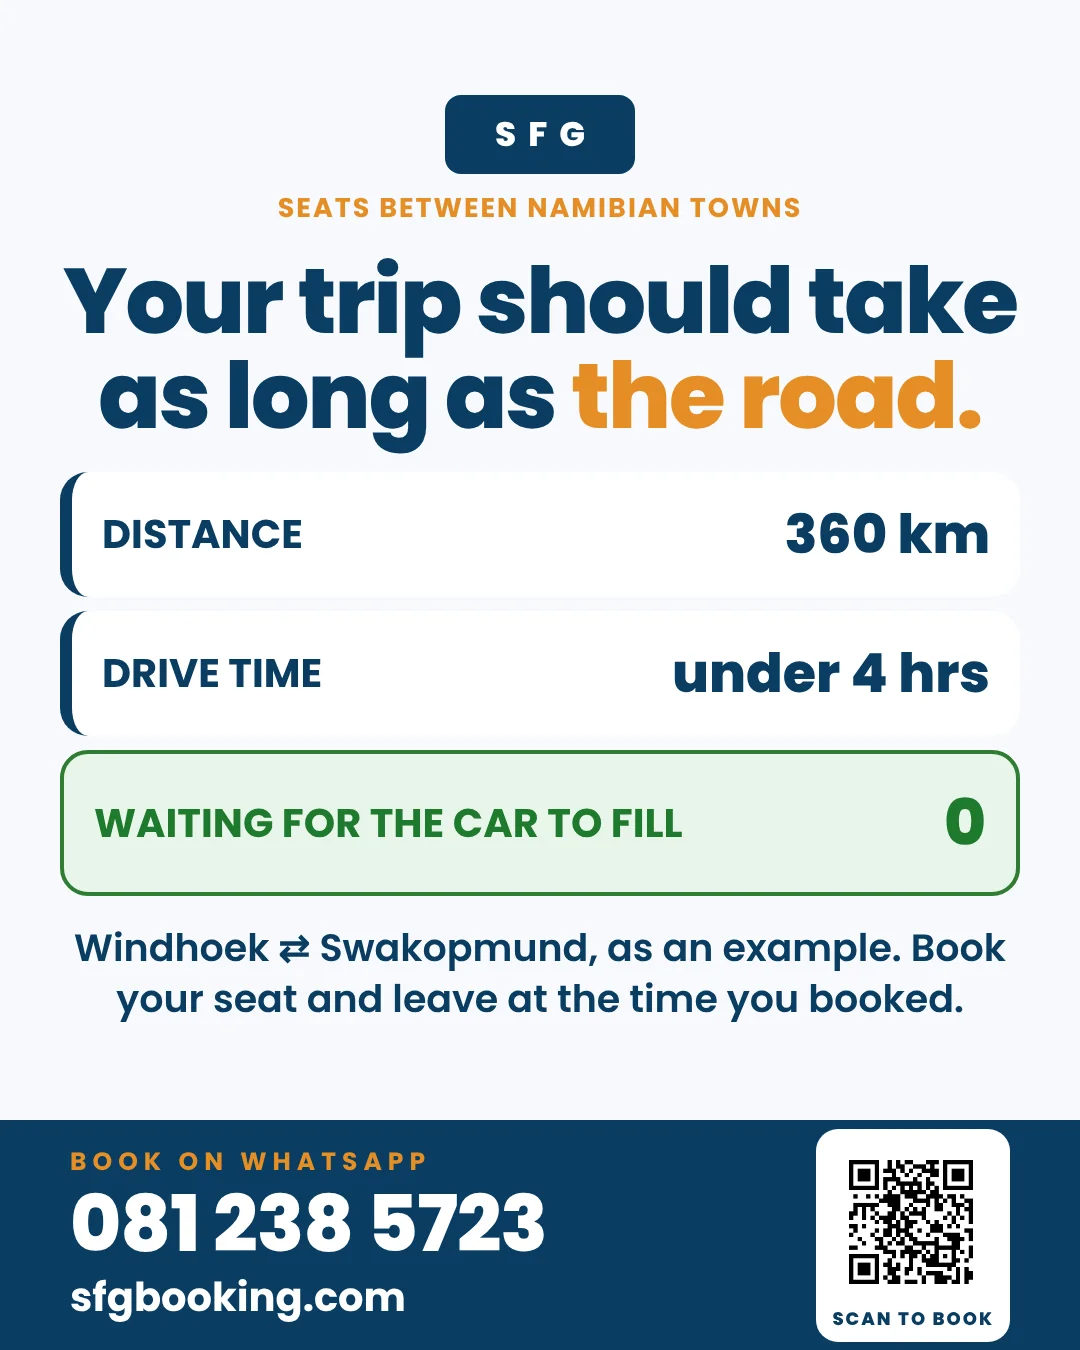 SFG
SEATS BETWEEN NAMIBIAN TOWNS
Your trip should take
as long as the road.
DISTANCE 360 km
DRIVE TIME under 4 hrs
WAITING FOR THE CAR TO FILL 0
Windhoek ⇄ Swakopmund, as an example. Book
your seat and leave at the time you booked.
BOOK ON WHATSAPP
081 238 5723
sfgbooking.com
SCAN TO BOOK